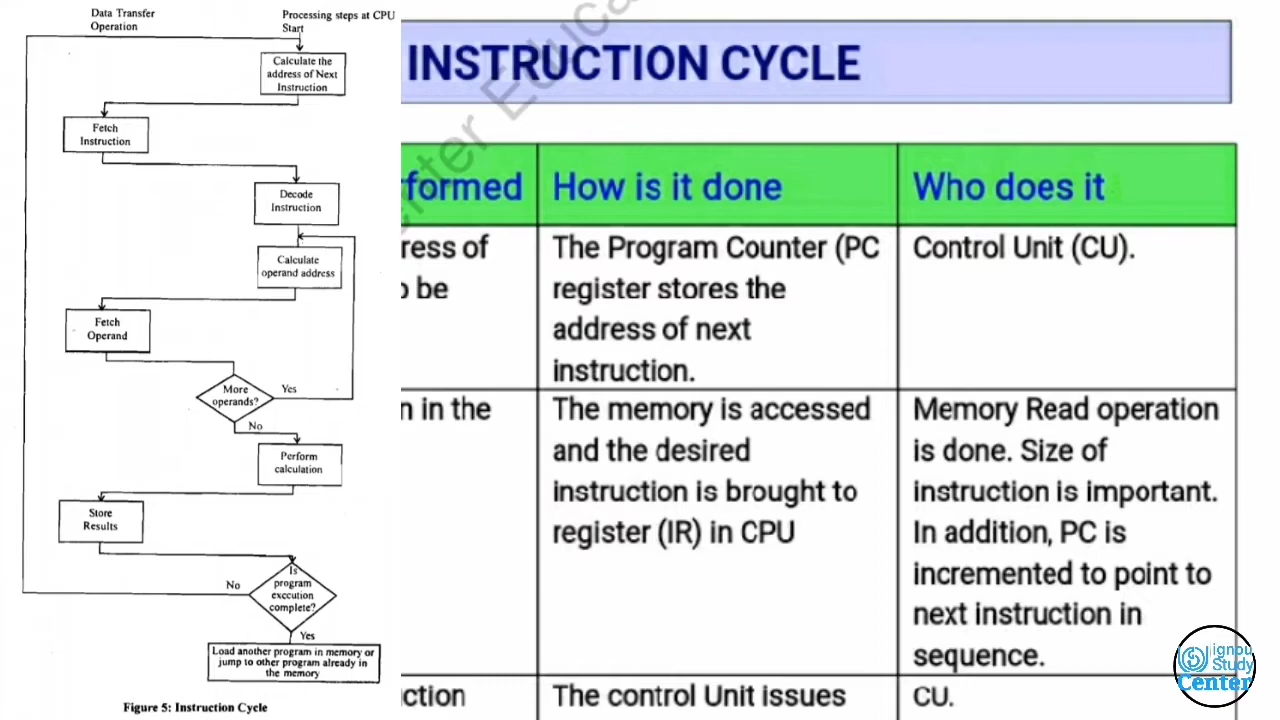 Data Transfer
Operation
Processing steps at CPU
Start
Calculate the
address of Next
Instruction
Fetch
Instruction
Decode
Instruction
Calculate
operand address
Fetch
Operand
More
operands?
Yes
No
Perform
calculation
Store
Results
Is
program
execution
complete?
No
Yes
Load another program in memory or
jump to other program already in
the memory
Figure 5: Instruction Cycle
INSTRUCTION CYCLE
formed
How is it done
Who does it
ress of
o be
The Program Counter (PC
register stores the
address of next
instruction.
Control Unit (CU).
n in the
The memory is accessed
and the desired
instruction is brought to
register (IR) in CPU
Memory Read operation
is done. Size of
instruction is important.
In addition, PC is
incremented to point to
next instruction in
sequence.
ction
The control Unit issues
CU.
enter Educa
ignou
Study
Center